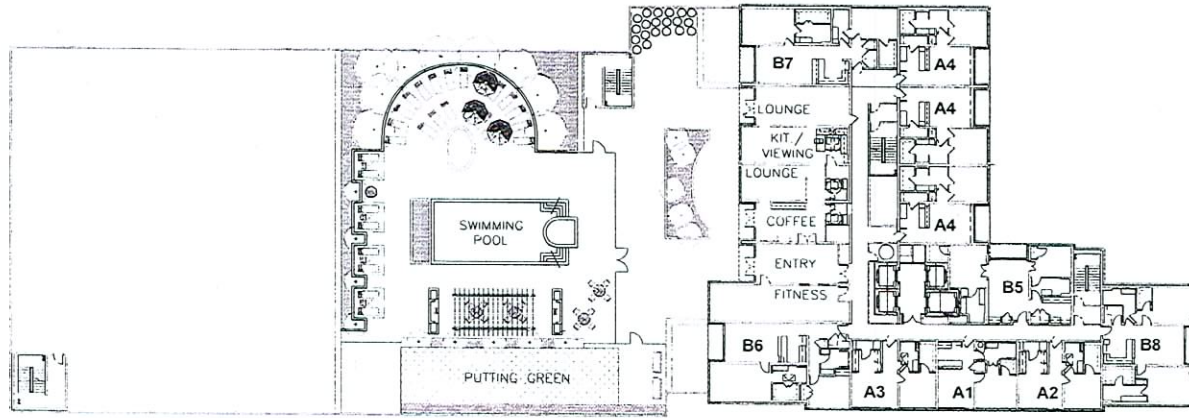 B7
A4
LOUNGE
A4
KIT /
VIEWING
LOUNGE
COFFEE
A4
SWIMMING
POOL
ENTRY
B5
FITNESS
B6
B8
PUTTING GREEN
A3
A1
A2